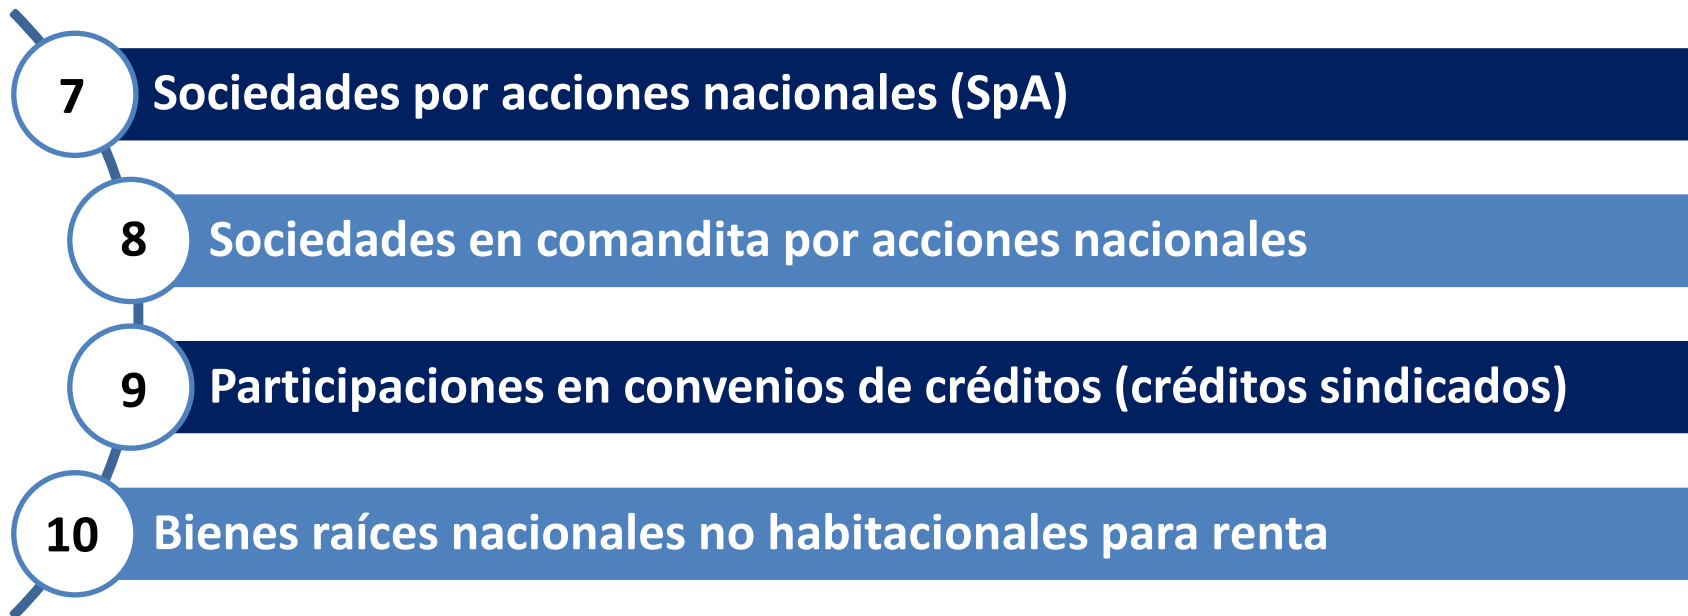 7 Sociedades por acciones nacionales (SpA)
8 Sociedades en comandita por acciones nacionales
9 Participaciones en convenios de créditos (créditos sindicados)
10 Bienes raíces nacionales no habitacionales para renta